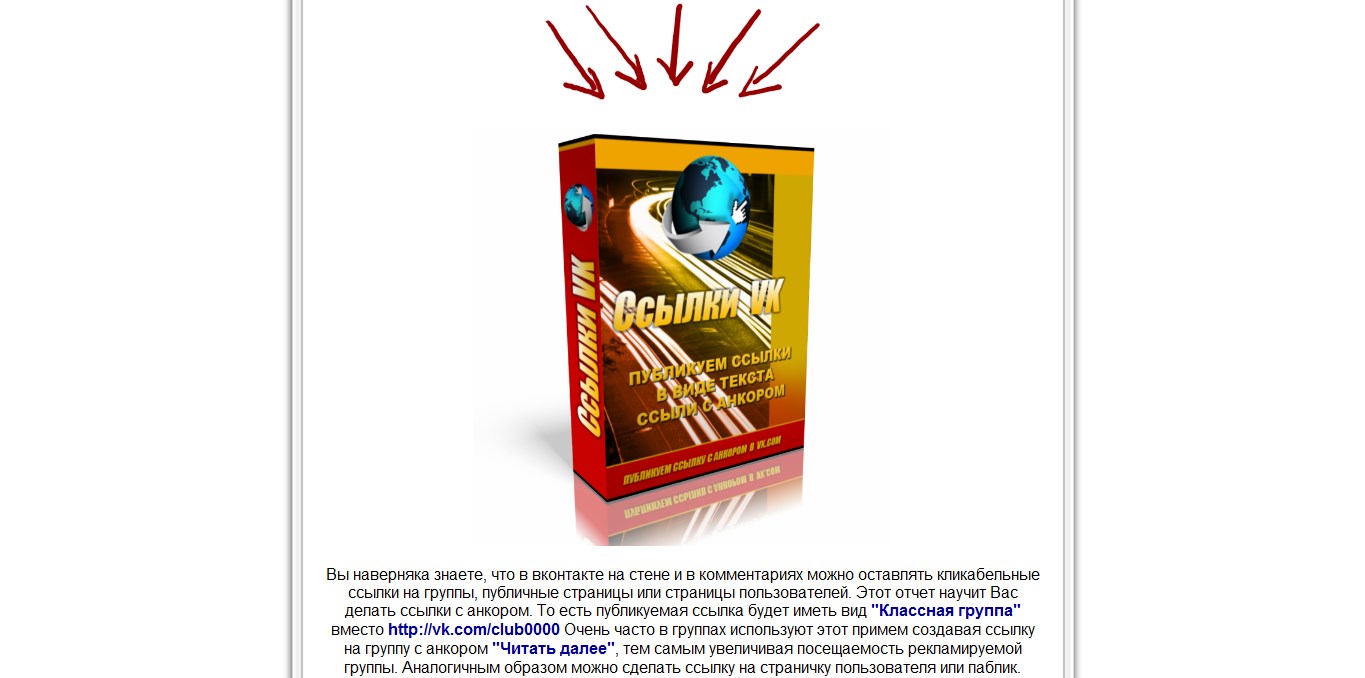 Ссылки VK
Ссылки VK
ПУБЛИКУЕМ ССЫЛКИ
В ВИДЕ ТЕКСТА
ССЫЛИ С АНКОРОМ
ПУБЛИКУЕМ ССЫЛКУ С АНКОРОМ В VK.COM
Вы наверняка знаете, что в вконтакте на стене и в комментариях можно оставлять кликабельные
ссылки на группы, публичные страницы или страницы пользователей. Этот отчет научит Вас
делать ссылки с анкором. То есть публикуемая ссылка будет иметь вид "Классная группа"
вместо http://vk.com/club0000 Очень часто в группах используют этот примем создавая ссылку
на группу с анкором "Читать далее", тем самым увеличивая посещаемость рекламируемой
группы. Аналогичным образом можно сделать ссылку на страничку пользователя или паблик.